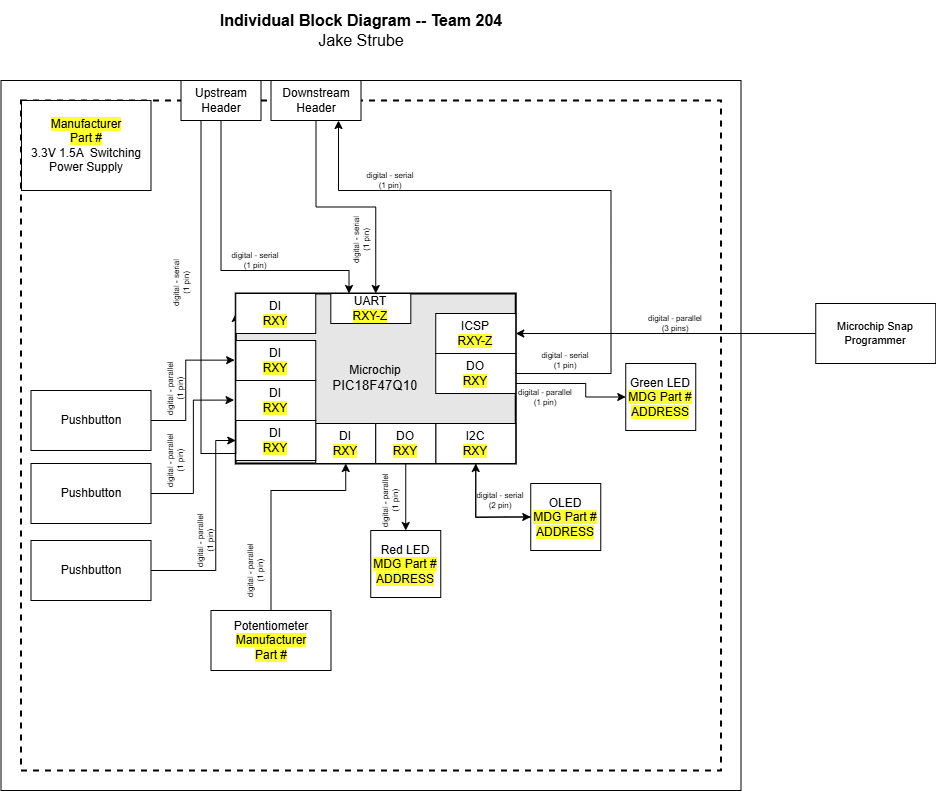 Individual Block Diagram -- Team 204
Jake Strube
Upstream
Header
Downstream
Header
Manufacturer
Part #
3.3V 1.5A  Switching
Power Supply
digital - serial
(1 pin)
digital - serial
(1 pin)
digital - serial
(1 pin)
digital - serial
(1 pin)
DI
RXY
UART
RXY-Z
ICSP
RXY-Z
digital - parallel
(3 pins)
Microchip Snap
Programmer
DI
RXY
Microchip
PIC18F47Q10
DO
RXY
digital - serial
(1 pin)
digital - parallel
(1 pin)
Green LED
MDG Part #
ADDRESS
DI
RXY
DI
RXY
DI
RXY
DO
RXY
I2C
RXY
Pushbutton
digital - parallel
(1 pin)
Pushbutton
digital - parallel
(1 pin)
Pushbutton
digital - parallel
(1 pin)
digital - parallel
(1 pin)
digital - parallel
(1 pin)
digital - serial
(2 pin)
OLED
MDG Part #
ADDRESS
Red LED
MDG Part #
ADDRESS
Potentiometer
Manufacturer
Part #